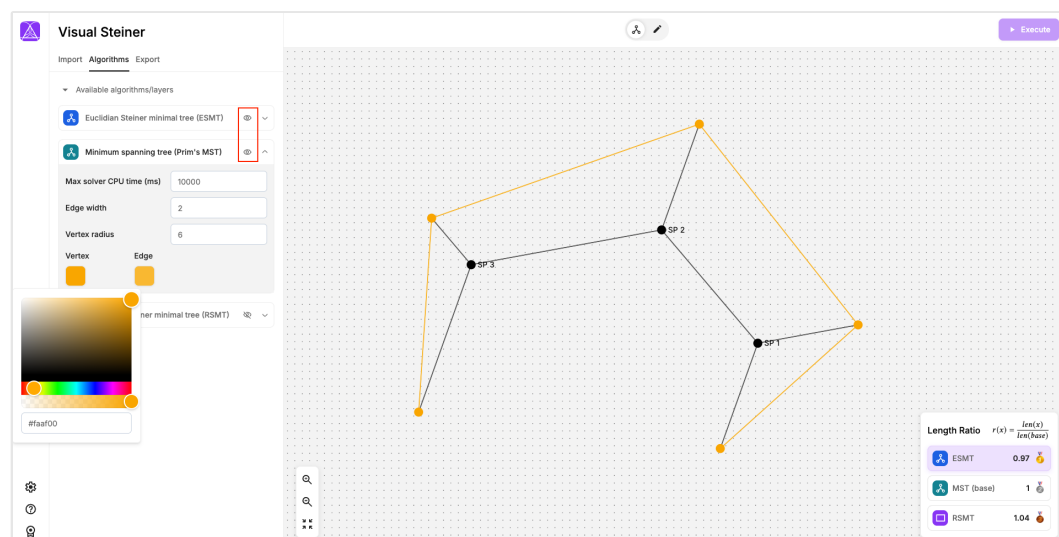 Visual Steiner
Execute
Import Algorithms Export
Available algorithms/layers
Euclidian Steiner minimal tree (ESMT)
Minimum spanning tree (Prim's MST)
Max solver CPU time (ms) 10000
Edge width 2
Vertex radius 6
Vertex Edge
ner minimal tree (RSMT)
#faaf00
SP 2
SP 3
SP 1
Length Ratio r(x) = len(x) / len(base)
ESMT 0.97
MST (base) 1
RSMT 1.04